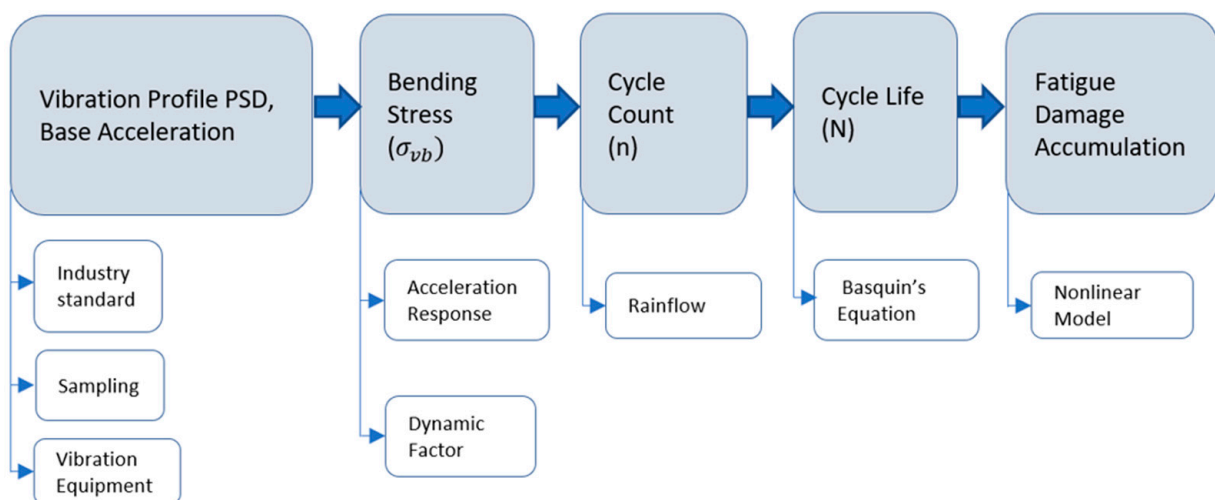 Vibration Profile PSD,
Base Acceleration
Bending
Stress
(σ_vb)
Cycle
Count
(n)
Cycle Life
(N)
Fatigue
Damage
Accumulation
Industry
standard
Sampling
Vibration
Equipment
Acceleration
Response
Dynamic
Factor
Rainflow
Basquin’s
Equation
Nonlinear
Model